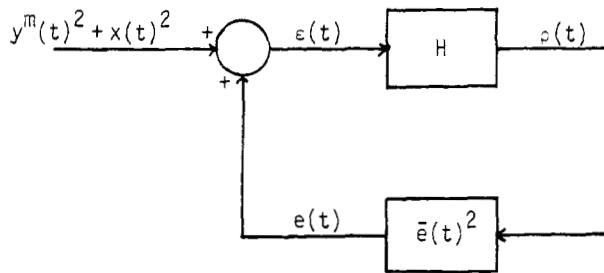 y^m(t)^2 + x(t)^2
+
ε(t)
H
ρ(t)
+
e(t)
ē(t)^2